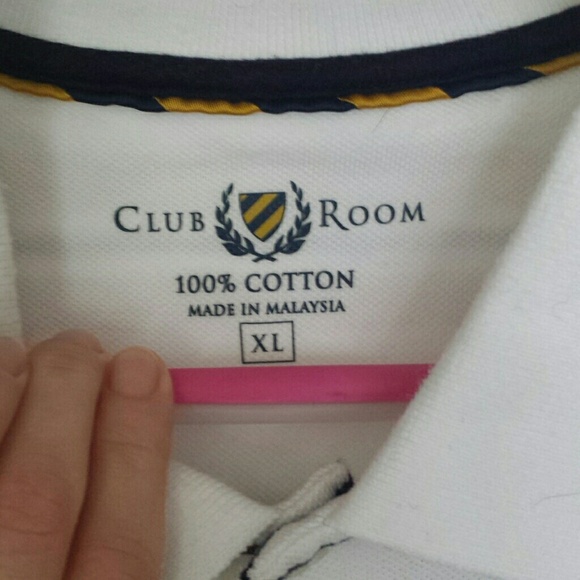 CLUB ROOM
100% COTTON
MADE IN MALAYSIA
XL